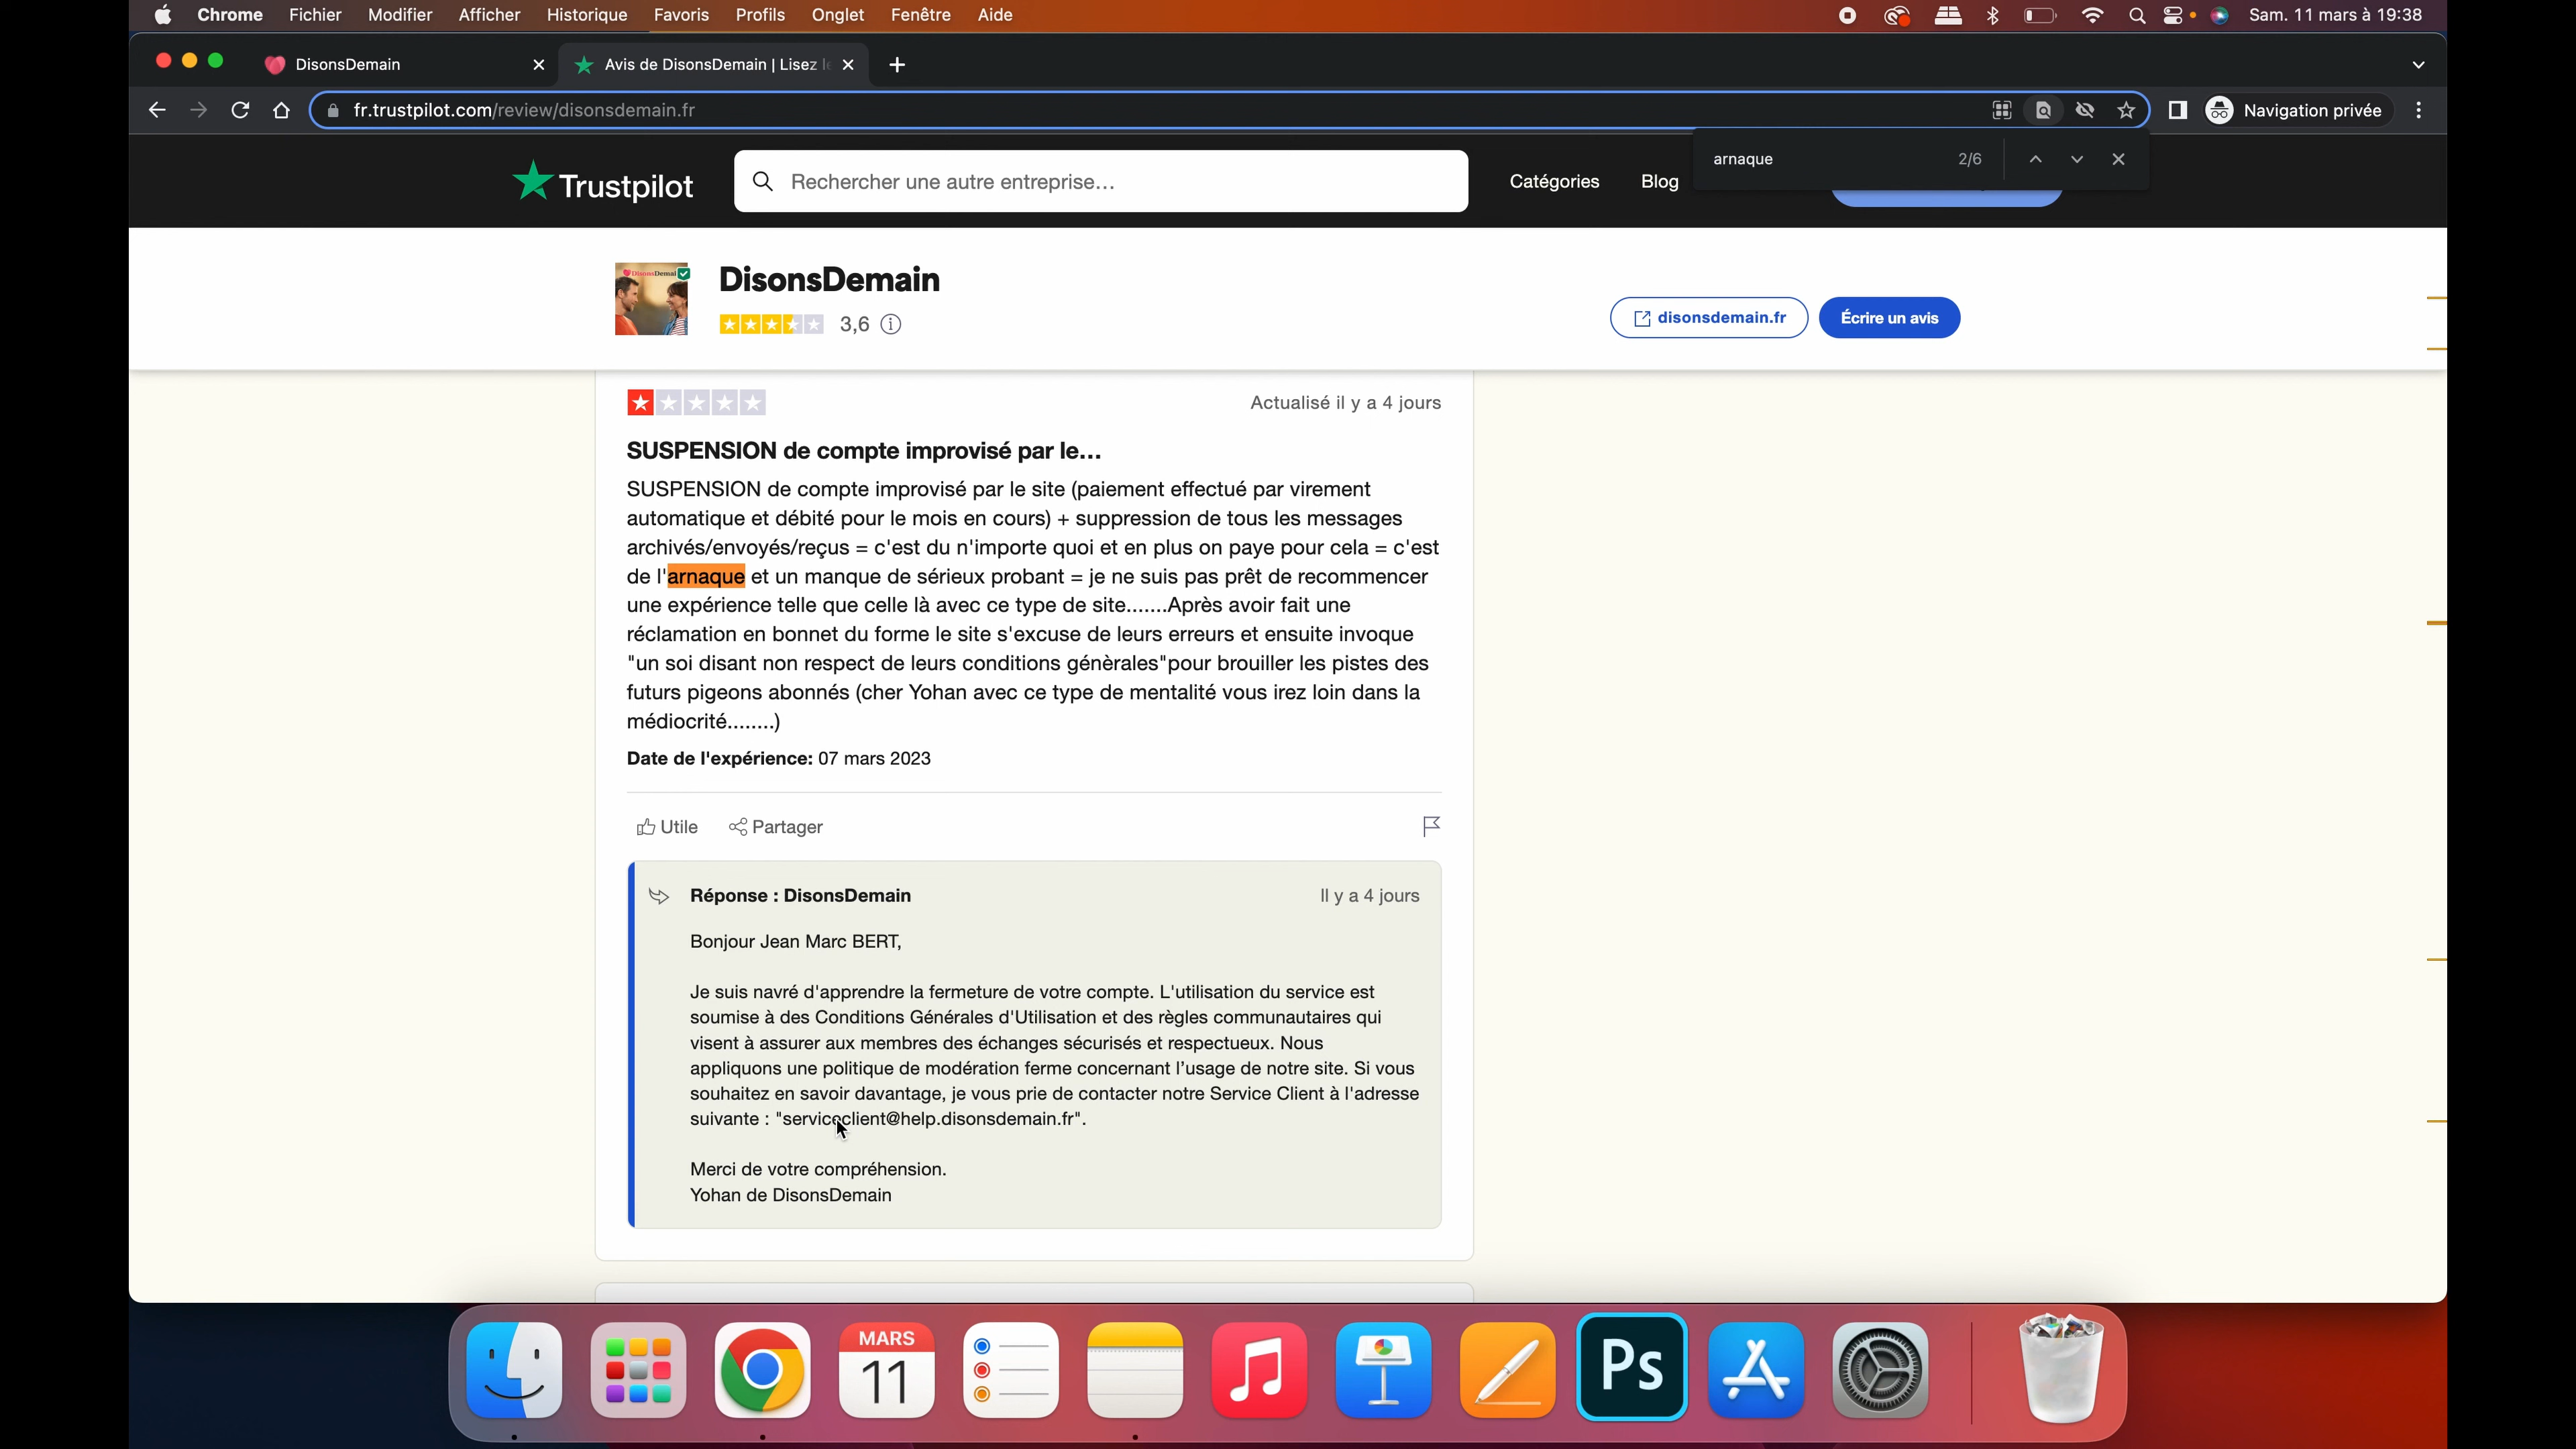 Chrome Fichier Modifier Afficher Historique Favoris Profils Onglet Fenêtre Aide Sam. 11 mars à 19:38
DisonsDemain Avis de DisonsDemain | Lisez le
fr.trustpilot.com/review/disonsdemain.fr Navigation privée
arnaque 2/6
Trustpilot Rechercher une autre entreprise… Catégories Blog
DisonsDemain
3,6
disonsdemain.fr Écrire un avis
Actualisé il y a 4 jours
SUSPENSION de compte improvisé par le…
SUSPENSION de compte improvisé par le site (paiement effectué par virement
automatique et débité pour le mois en cours) + suppression de tous les messages
archivés/envoyés/reçus = c'est du n'importe quoi et en plus on paye pour cela = c'est
de l'arnaque et un manque de sérieux probant = je ne suis pas prêt de recommencer
une expérience telle que celle là avec ce type de site.......Après avoir fait une
réclamation en bonnet du forme le site s'excuse de leurs erreurs et ensuite invoque
"un soi disant non respect de leurs conditions génèrales"pour brouiller les pistes des
futurs pigeons abonnés (cher Yohan avec ce type de mentalité vous irez loin dans la
médiocrité........)
Date de l'expérience: 07 mars 2023
Utile Partager
Réponse : DisonsDemain Il y a 4 jours
Bonjour Jean Marc BERT,
Je suis navré d'apprendre la fermeture de votre compte. L'utilisation du service est
soumise à des Conditions Générales d'Utilisation et des règles communautaires qui
visent à assurer aux membres des échanges sécurisés et respectueux. Nous
appliquons une politique de modération ferme concernant l’usage de notre site. Si vous
souhaitez en savoir davantage, je vous prie de contacter notre Service Client à l'adresse
suivante : "serviceclient@help.disonsdemain.fr".
Merci de votre compréhension.
Yohan de DisonsDemain
MARS
11
Ps